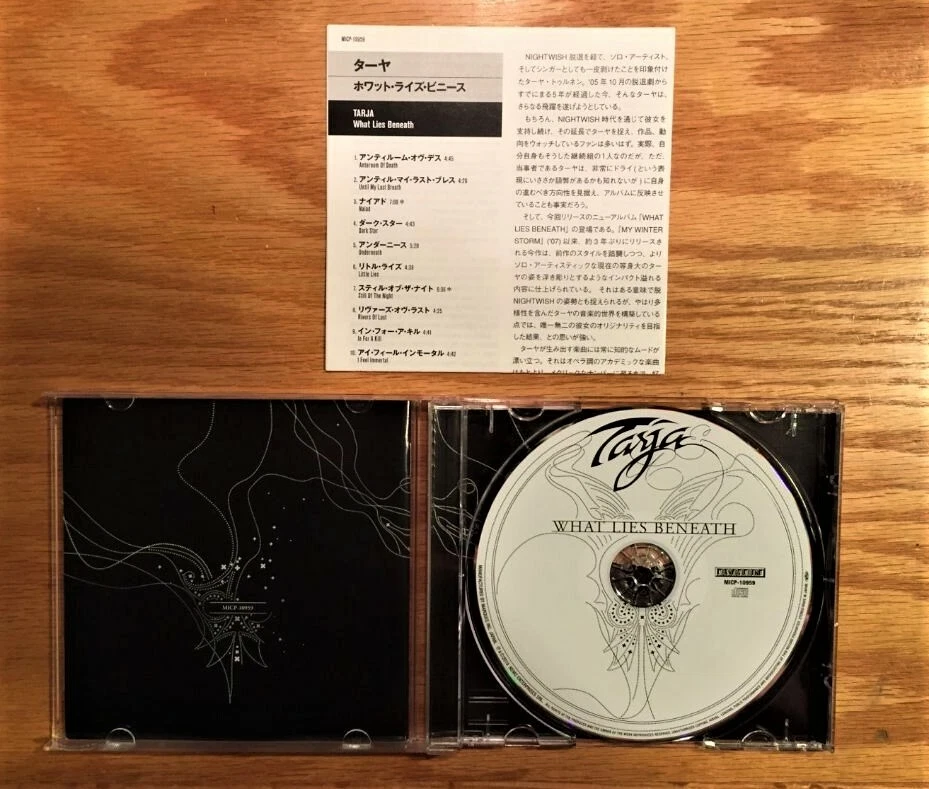 MICP-10959
ターヤ
ホワット・ライズ・ビニース
TARJA
What Lies Beneath
1. アンティルーム・オヴ・デス 4:45
Anteroom Of Death
2. アンティル・マイ・ラスト・ブレス 4:26
Until My Last Breath
3. ナイアド 7:08 ※
Naiad
4. ダーク・スター 4:43
Dark Star
5. アンダーニース 5:28
Underneath
6. リトル・ライズ 4:38
Little Lies
7. スティル・オブ・ザ・ナイト 6:36 ※
Still Of The Night
8. リヴァーズ・オヴ・ラスト 4:25
Rivers Of Lust
9. イン・フォー・ア・キル 4:41
In For A Kill
10. アイ・フィール・インモータル 4:42
I Feel Immortal
NIGHTWISH 脱退を経て、ソロ・アーティスト、
そしてシンガーとしても一皮剥けたことを印象付け
たターヤ・トゥルネン。'05 年 10 月の脱退劇から
すでにまる5年が経過した今、そんなターヤは、
さらなる飛躍を遂げようとしている。
もちろん、NIGHTWISH 時代を通じて彼女を
支持し続け、その延長でターヤを捉え、作品、動
向をウォッチしているファンは多いはず。実際、自
分自身もそうした継続組の1人なのだが、ただ、
当事者であるターヤは、非常にドライ(という表
現にいささか語弊があるかも知れないが)に自身
の進むべき方向性を見据え、アルバムに反映させ
ていることも事実だろう。
そして、今回リリースのニューアルバム「WHAT
LIES BENEATH」の登場である。「MY WINTER
STORM」('07) 以来、約3年ぶりにリリースさ
れる今作は、前作のスタイルを踏襲しつつ、より
ソロ・アーティスティックな現在の等身大のター
ヤの姿を浮き彫りとするようなインパクト溢れる
内容に仕上げられている。それはある意味で脱
NIGHTWISH の姿勢とも捉えられるが、やはり多
様性を含んだターヤの音楽的世界を構築している
点では、唯一無二の彼女のオリジナリティを目指し
た結果、との思いが強い。
ターヤが生み出す楽曲には常に知的なムードが
漂い立つ。それはオペラ調のアカデミックな楽曲
MICP-10959
Tarja
WHAT LIES BENEATH
AVALON
MICP-10959